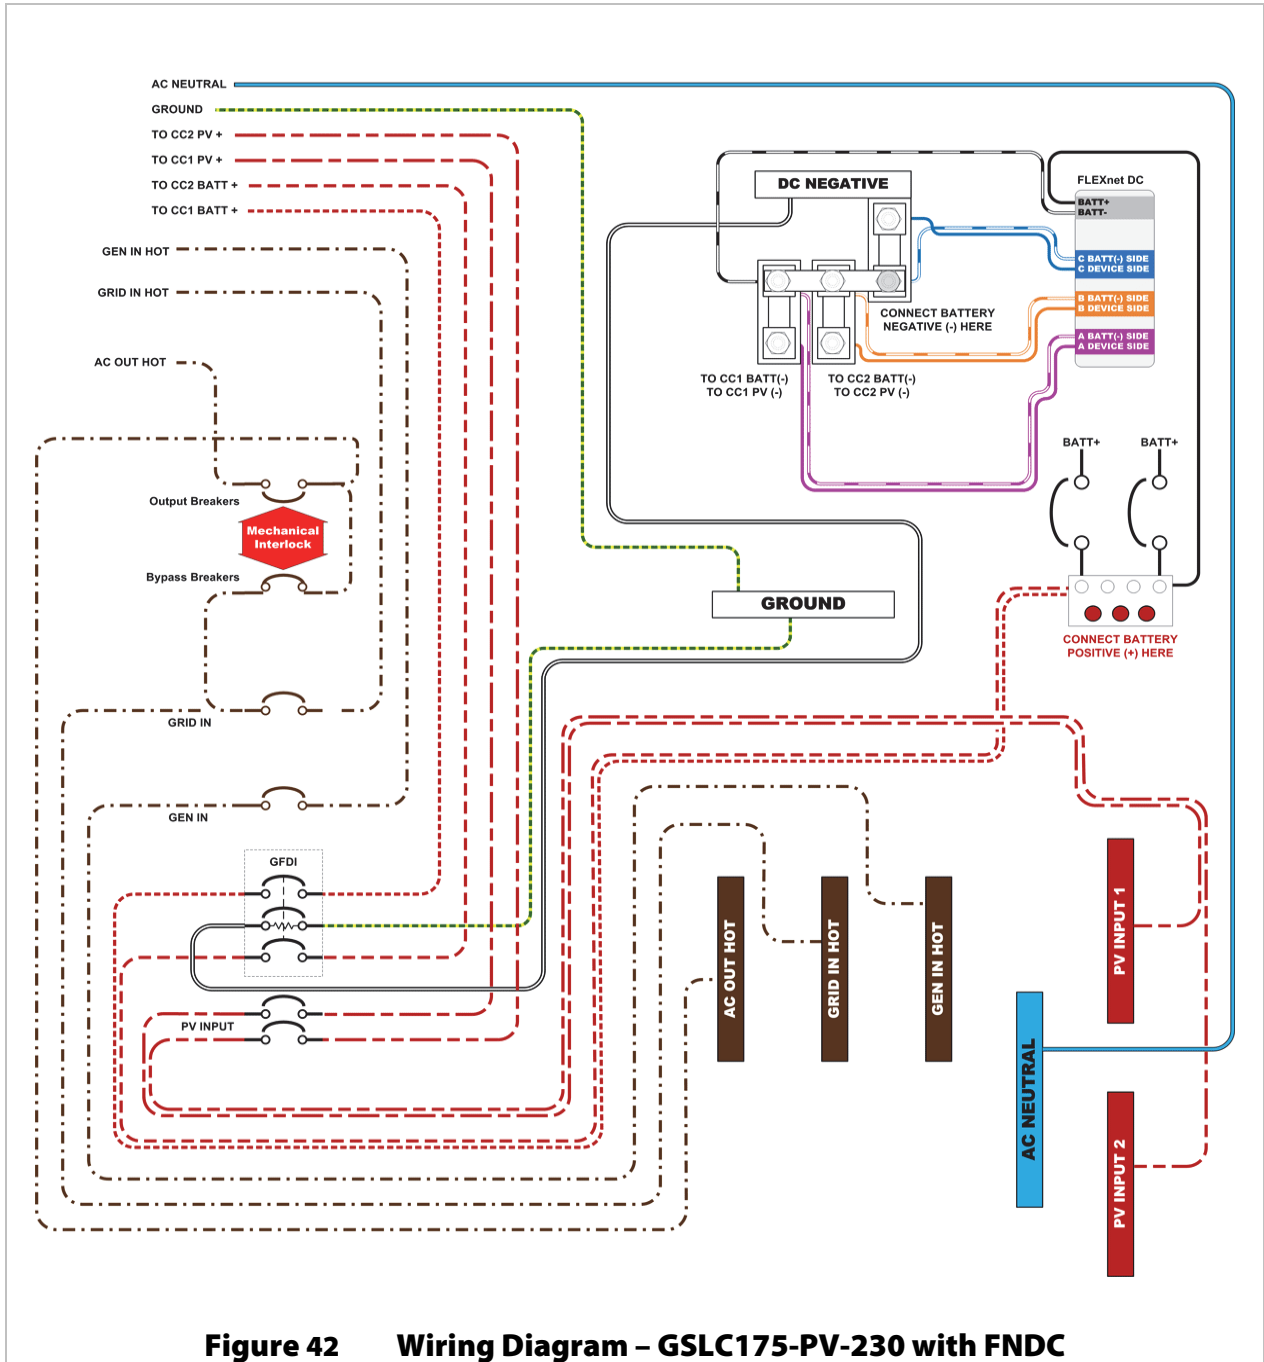 AC NEUTRAL
GROUND
TO CC2 PV +
TO CC1 PV +
TO CC2 BATT +
TO CC1 BATT +
GEN IN HOT
GRID IN HOT
AC OUT HOT
Output Breakers
Mechanical
Interlock
Bypass Breakers
GRID IN
GEN IN
GFDI
PV INPUT
DC NEGATIVE
FLEXnet DC
BATT+
BATT-
C BATT(-) SIDE
C DEVICE SIDE
B BATT(-) SIDE
B DEVICE SIDE
A BATT(-) SIDE
A DEVICE SIDE
CONNECT BATTERY
NEGATIVE (-) HERE
TO CC1 BATT(-)
TO CC1 PV (-)
TO CC2 BATT(-)
TO CC2 PV (-)
BATT+
BATT+
GROUND
CONNECT BATTERY
POSITIVE (+) HERE
AC OUT HOT
GRID IN HOT
GEN IN HOT
PV INPUT 1
AC NEUTRAL
PV INPUT 2
Figure 42 Wiring Diagram – GSLC175-PV-230 with FNDC